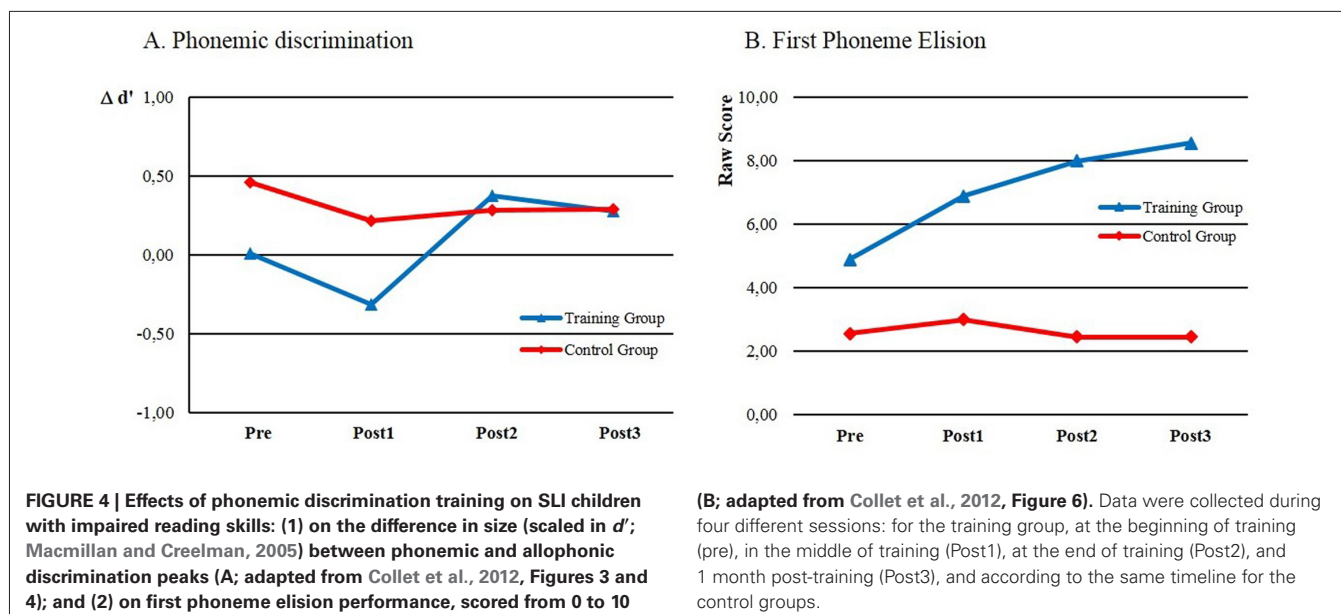 A. Phonemic discrimination
Δ d'
1,00
0,50
0,00
-0,50
-1,00
Training Group
Control Group
Pre Post1 Post2 Post3
B. First Phoneme Elision
Raw Score
10,00
8,00
6,00
4,00
2,00
0,00
Training Group
Control Group
Pre Post1 Post2 Post3
FIGURE 4 | Effects of phonemic discrimination training on SLI children
with impaired reading skills: (1) on the difference in size (scaled in d′;
Macmillan and Creelman, 2005) between phonemic and allophonic
discrimination peaks (A; adapted from Collet et al., 2012, Figures 3 and
4); and (2) on first phoneme elision performance, scored from 0 to 10
(B; adapted from Collet et al., 2012, Figure 6). Data were collected during
four different sessions: for the training group, at the beginning of training
(pre), in the middle of training (Post1), at the end of training (Post2), and
1 month post-training (Post3), and according to the same timeline for the
control groups.